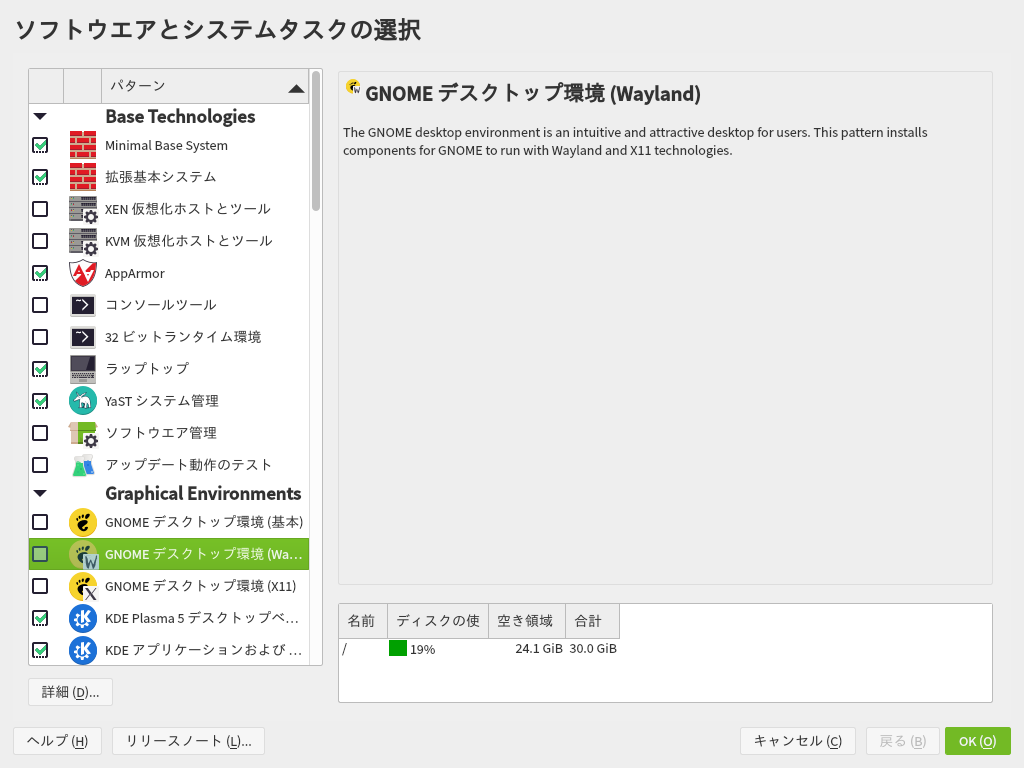 ソフトウエアとシステムタスクの選択
パターン
Base Technologies
Minimal Base System
拡張基本システム
XEN 仮想化ホストとツール
KVM 仮想化ホストとツール
AppArmor
コンソールツール
32 ビットランタイム環境
ラップトップ
YaST システム管理
ソフトウエア管理
アップデート動作のテスト
Graphical Environments
GNOME デスクトップ環境 (基本)
GNOME デスクトップ環境 (Wa...
GNOME デスクトップ環境 (X11)
KDE Plasma 5 デスクトップベ...
KDE アプリケーションおよび ...
詳細 (D)...
GNOME デスクトップ環境 (Wayland)
The GNOME desktop environment is an intuitive and attractive desktop for users. This pattern installs
components for GNOME to run with Wayland and X11 technologies.
名前 ディスクの使 空き領域 合計
/ 19% 24.1 GiB 30.0 GiB
ヘルプ (H) リリースノート (L)... キャンセル (C) 戻る (B) OK (O)